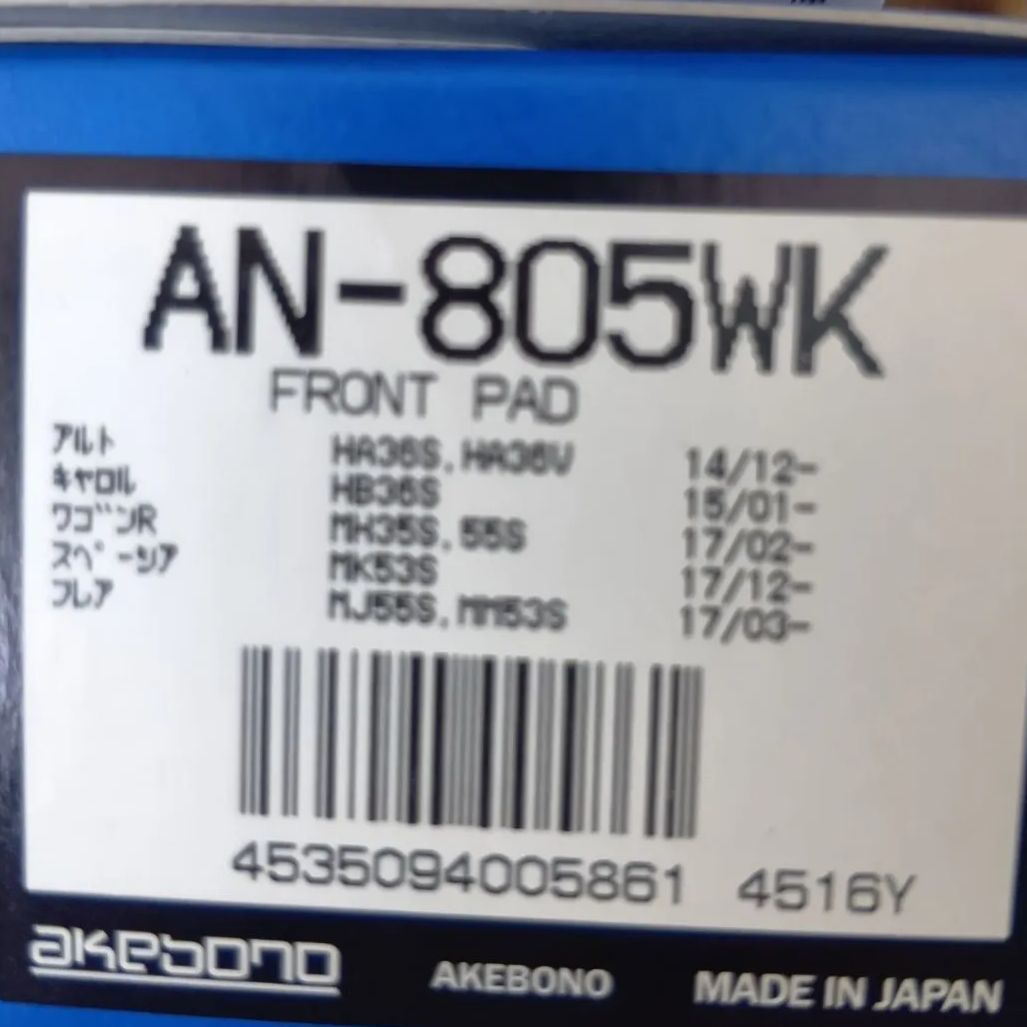 AN-805WK
FRONT PAD
アルト HA36S,HA36V 14/12-
キャロル HB36S 15/01-
ワゴンR MH35S,55S 17/02-
スペーシア MK53S 17/12-
フレア MJ55S,MM53S 17/03-
4535094005861 4516Y
akebono AKEBONO MADE IN JAPAN